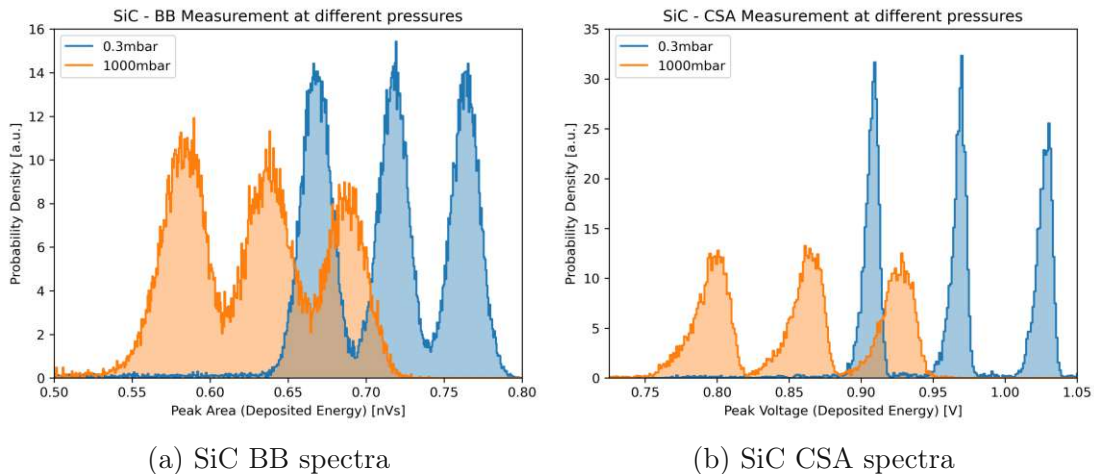 SiC - BB Measurement at different pressures
0.3mbar
1000mbar
Probability Density [a.u.]
16
14
12
10
8
6
4
2
0
0.50
0.55
0.60
0.65
0.70
0.75
0.80
Peak Area (Deposited Energy) [nVs]
(a) SiC BB spectra
SiC - CSA Measurement at different pressures
0.3mbar
1000mbar
Probability Density [a.u.]
35
30
25
20
15
10
5
0
0.75
0.80
0.85
0.90
0.95
1.00
1.05
Peak Voltage (Deposited Energy) [V]
(b) SiC CSA spectra